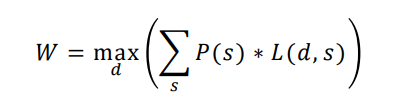 W = max_d ( ∑_s P(s) ∗ L(d, s) )